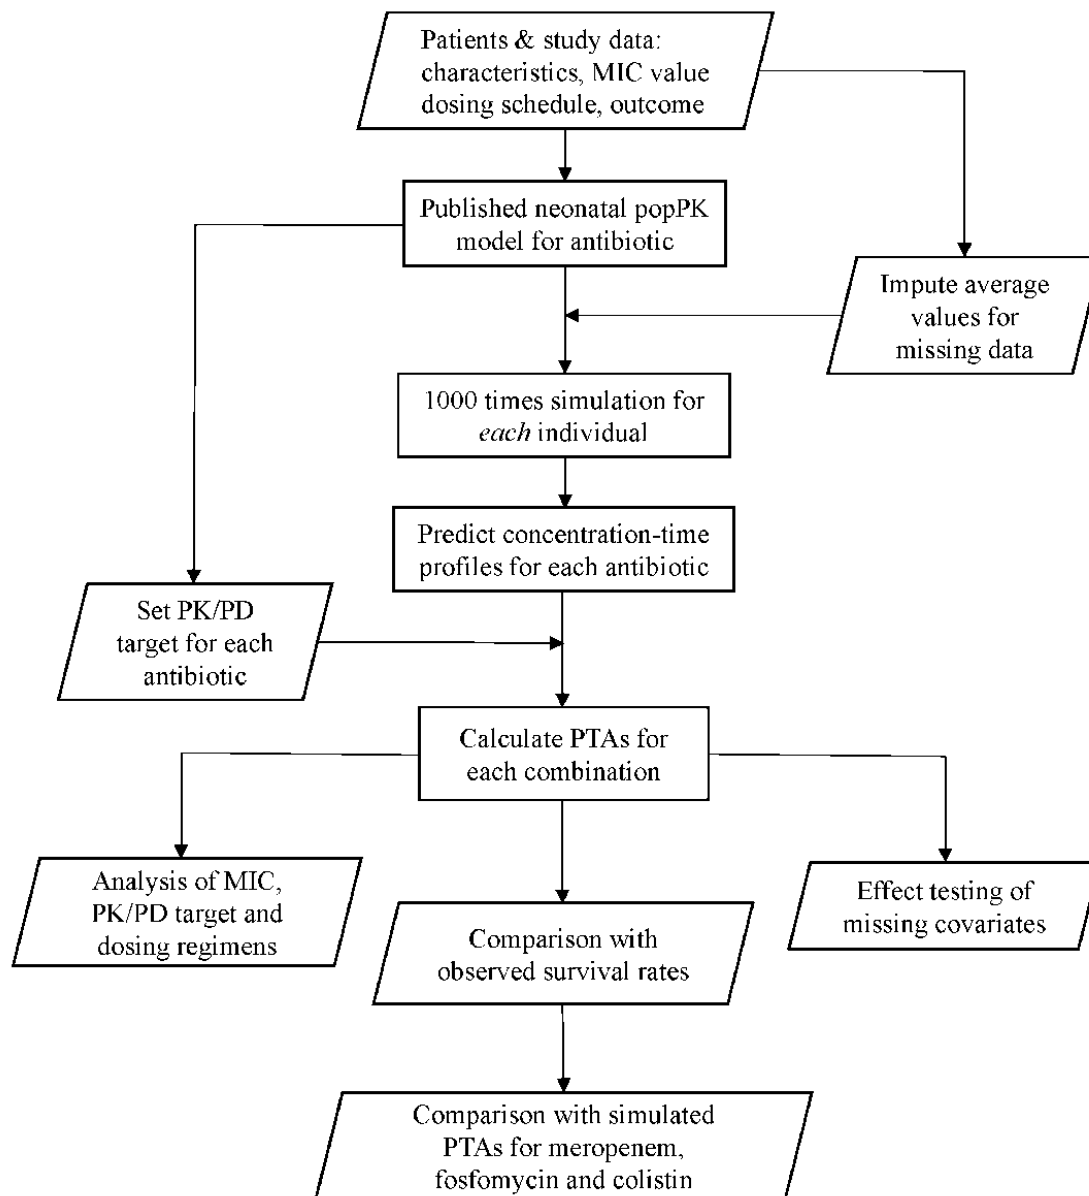 Patients & study data:
characteristics, MIC value
dosing schedule, outcome
Published neonatal popPK
model for antibiotic
Impute average
values for
missing data
1000 times simulation for
each individual
Predict concentration-time
profiles for each antibiotic
Set PK/PD
target for each
antibiotic
Calculate PTAs for
each combination
Analysis of MIC,
PK/PD target and
dosing regimens
Comparison with
observed survival rates
Effect testing of
missing covariates
Comparison with simulated
PTAs for meropenem,
fosfomycin and colistin